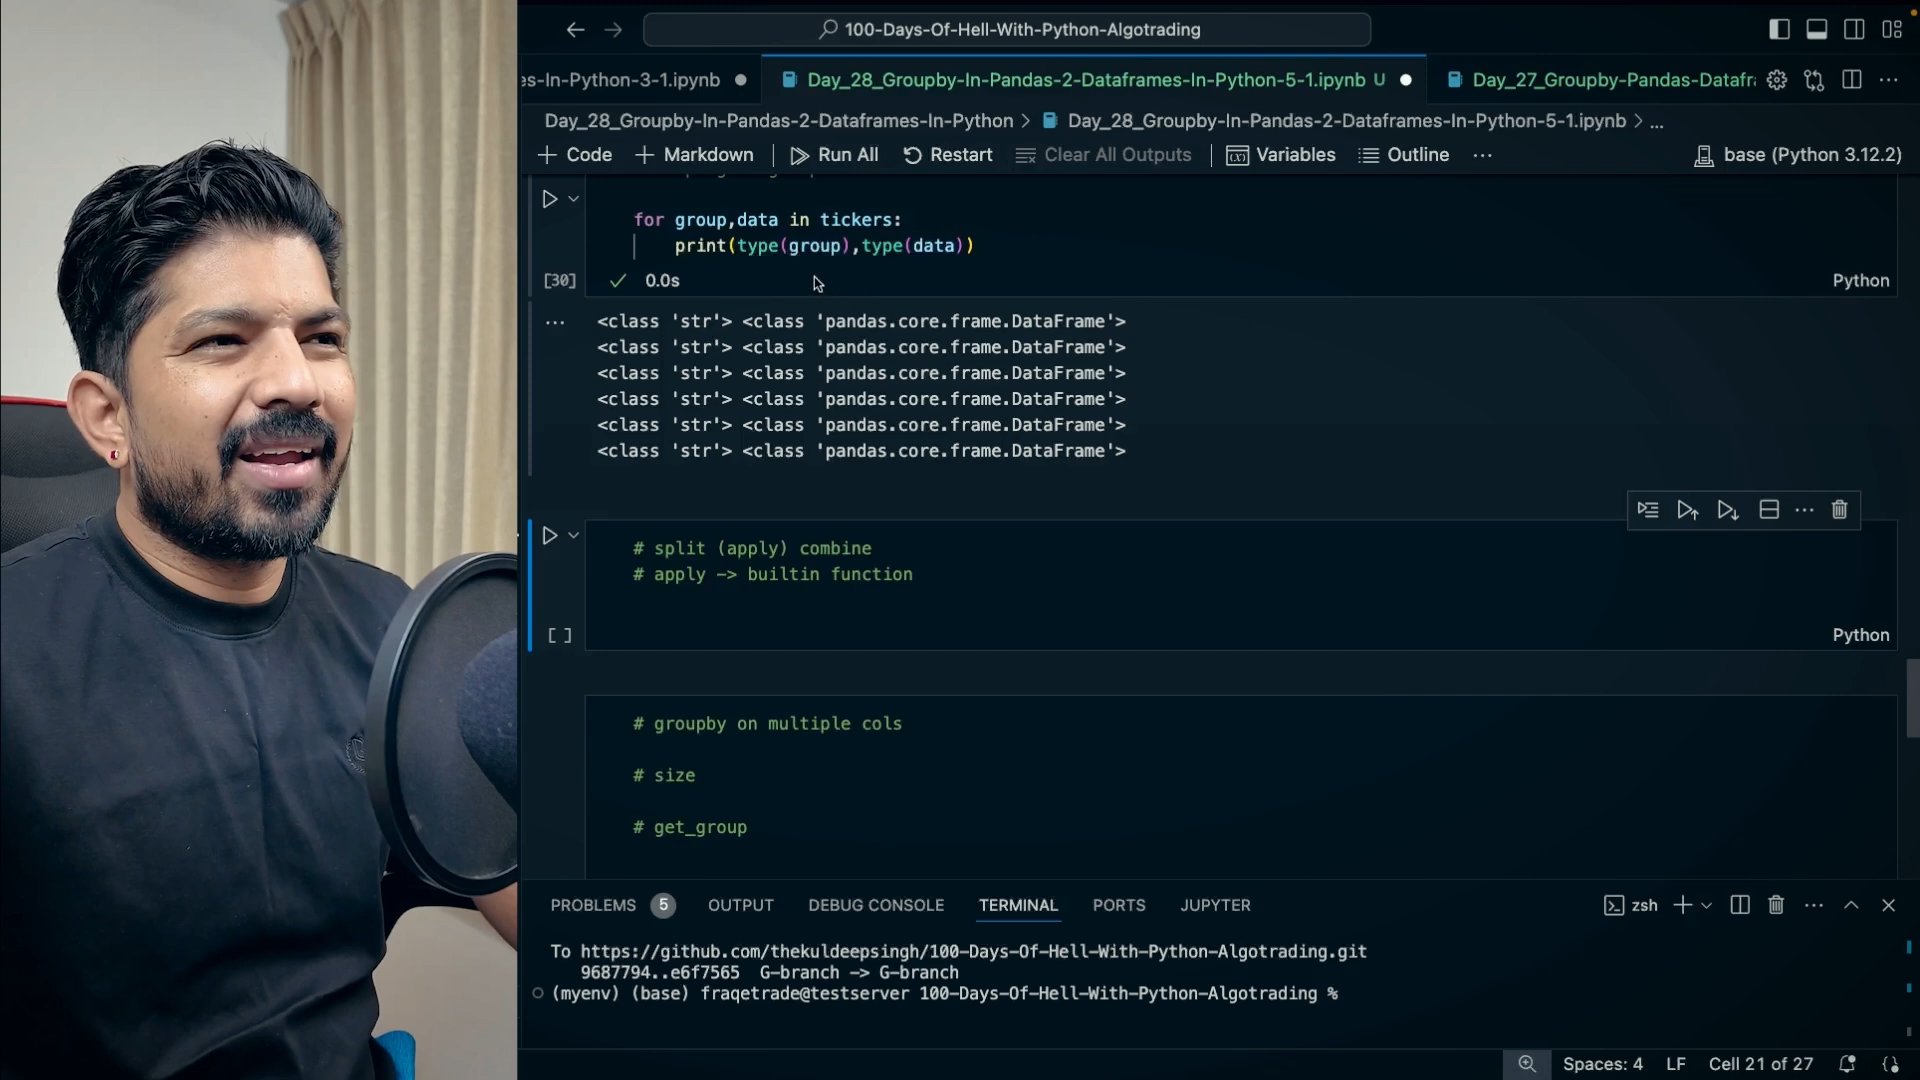 100-Days-Of-Hell-With-Python-Algotrading
s-In-Python-3-1.ipynb
Day_28_Groupby-In-Pandas-2-Dataframes-In-Python-5-1.ipynb U
Day_27_Groupby-Pandas-Datafr
Day_28_Groupby-In-Pandas-2-Dataframes-In-Python > Day_28_Groupby-In-Pandas-2-Dataframes-In-Python-5-1.ipynb > ...
+ Code + Markdown Run All Restart Clear All Outputs (x) Variables Outline ...
base (Python 3.12.2)
for group,data in tickers:
print(type(group),type(data))
[30] 0.0s Python
... <class 'str'> <class 'pandas.core.frame.DataFrame'>
<class 'str'> <class 'pandas.core.frame.DataFrame'>
<class 'str'> <class 'pandas.core.frame.DataFrame'>
<class 'str'> <class 'pandas.core.frame.DataFrame'>
<class 'str'> <class 'pandas.core.frame.DataFrame'>
<class 'str'> <class 'pandas.core.frame.DataFrame'>
# split (apply) combine
# apply -> builtin function
[ ] Python
# groupby on multiple cols
# size
# get_group
PROBLEMS 5 OUTPUT DEBUG CONSOLE TERMINAL PORTS JUPYTER zsh
To https://github.com/thekuldeepsingh/100-Days-Of-Hell-With-Python-Algotrading.git
9687794..e6f7565 G-branch -> G-branch
(myenv) (base) fraqetrade@testserver 100-Days-Of-Hell-With-Python-Algotrading %
Spaces: 4 LF Cell 21 of 27